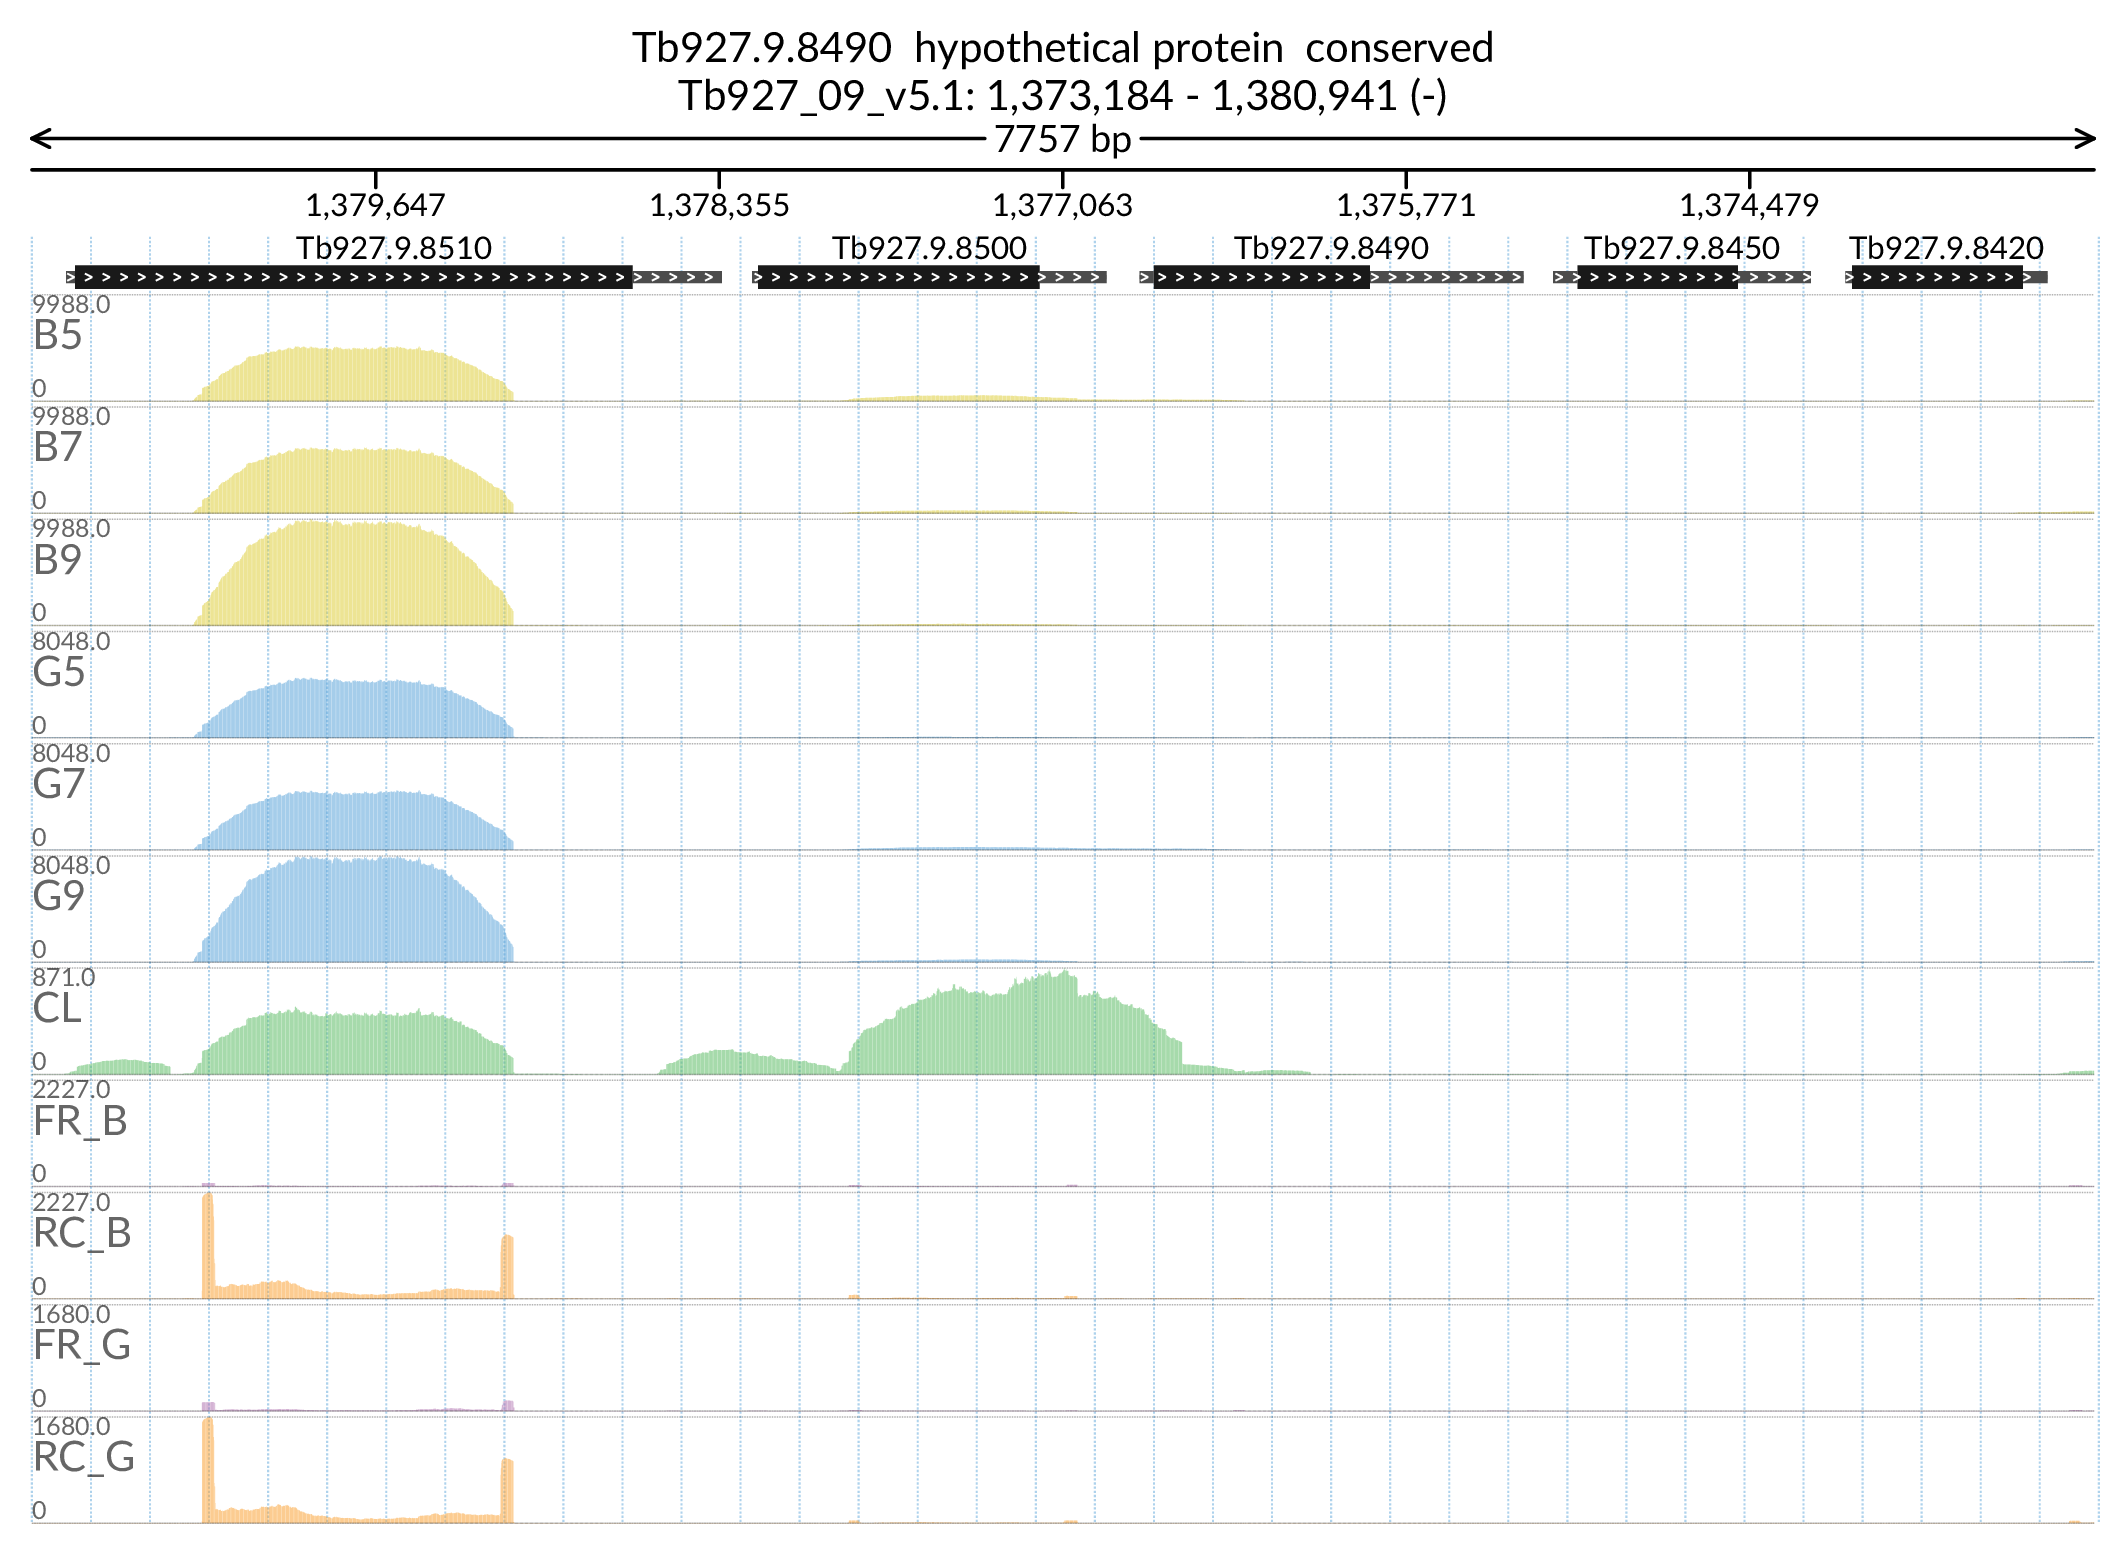 Tb927.9.8490  hypothetical protein  conserved
Tb927_09_v5.1: 1,373,184 - 1,380,941 (-)
7757 bp
1,379,647 1,378,355 1,377,063 1,375,771 1,374,479
Tb927.9.8510 Tb927.9.8500 Tb927.9.8490 Tb927.9.8450 Tb927.9.8420
9988.0
B5
0
9988.0
B7
0
9988.0
B9
0
8048.0
G5
0
8048.0
G7
0
8048.0
G9
0
871.0
CL
0
2227.0
FR_B
0
2227.0
RC_B
0
1680.0
FR_G
0
1680.0
RC_G
0